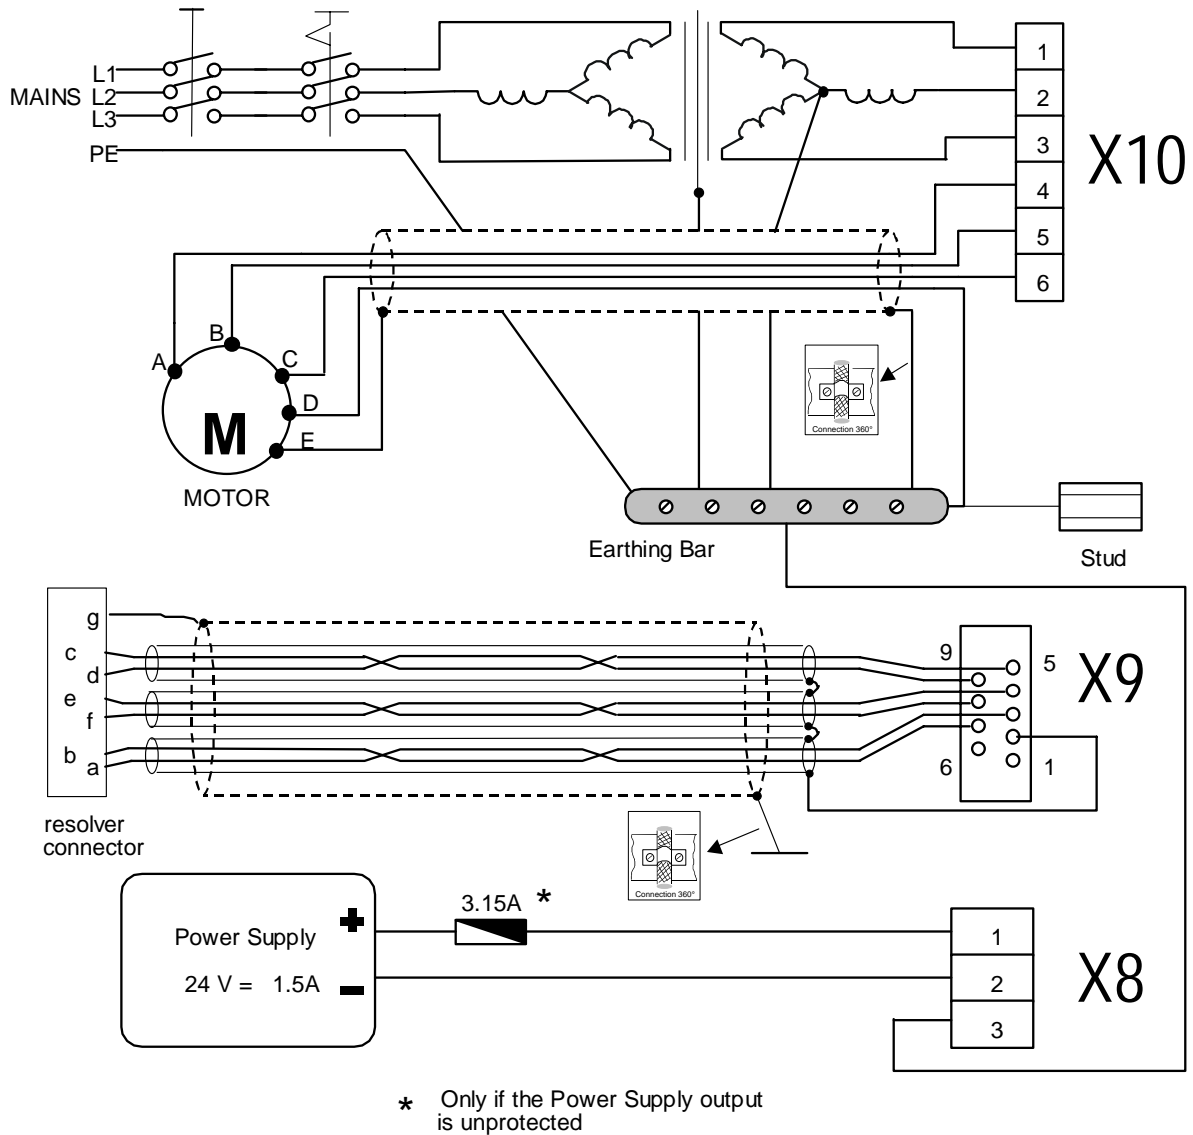 L1
MAINS L2
L3
PE
1
2
3
4
5
6
X10
A
B
C
D
E
M
MOTOR
Connection 360°
Earthing Bar
Stud
g
c
d
e
f
b
a
resolver
connector
9
5
6
1
X9
Connection 360°
Power Supply
24 V = 1.5A
+
-
3.15A *
1
2
3
X8
* Only if the Power Supply output
is unprotected